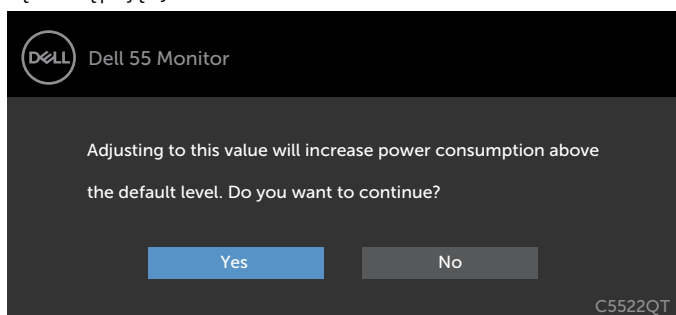 DELL
Dell 55 Monitor
Adjusting to this value will increase power consumption above
the default level. Do you want to continue?
Yes
No
C5522QT